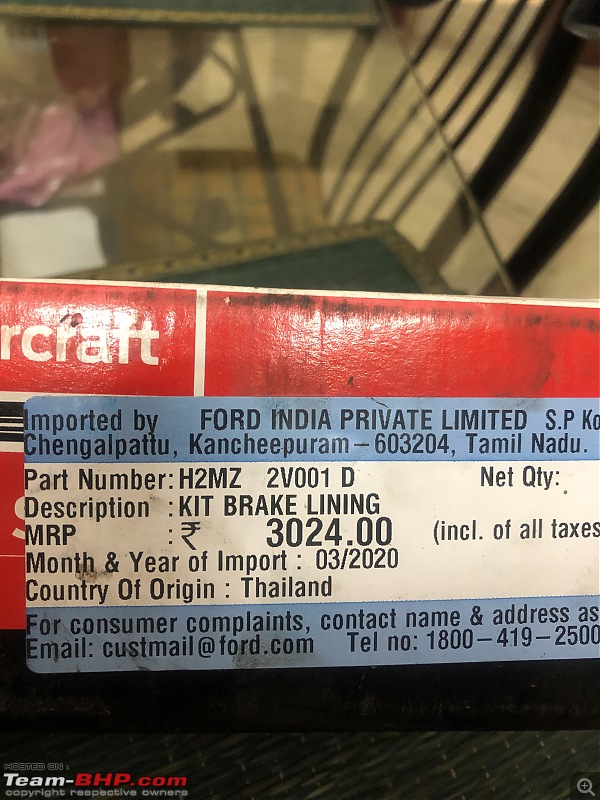 rcraft
Imported by FORD INDIA PRIVATE LIMITED S.P Ko
Chengalpattu, Kancheepuram – 603204, Tamil Nadu.
Part Number: H2MZ 2V001 D Net Qty:
Description : KIT BRAKE LINING
MRP : ₹ 3024.00 (incl. of all taxes
Month & Year of Import : 03/2020
Country Of Origin : Thailand
For consumer complaints, contact name & address as
Email: custmail@ford.com Tel no: 1800–419–2500
HOSTED ON :
Team-BHP.com
copyright respective owners